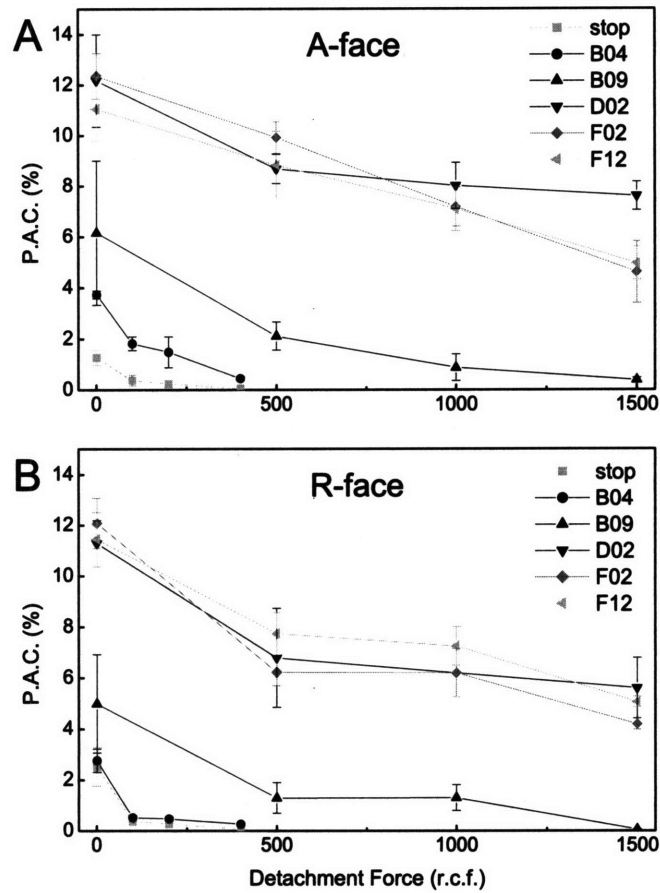 A
A-face
stop
B04
B09
D02
F02
F12
P.A.C. (%)
14
12
10
8
6
4
2
0
0 500 1000 1500
B
R-face
stop
B04
B09
D02
F02
F12
P.A.C. (%)
14
12
10
8
6
4
2
0
0 500 1000 1500
Detachment Force (r.c.f.)